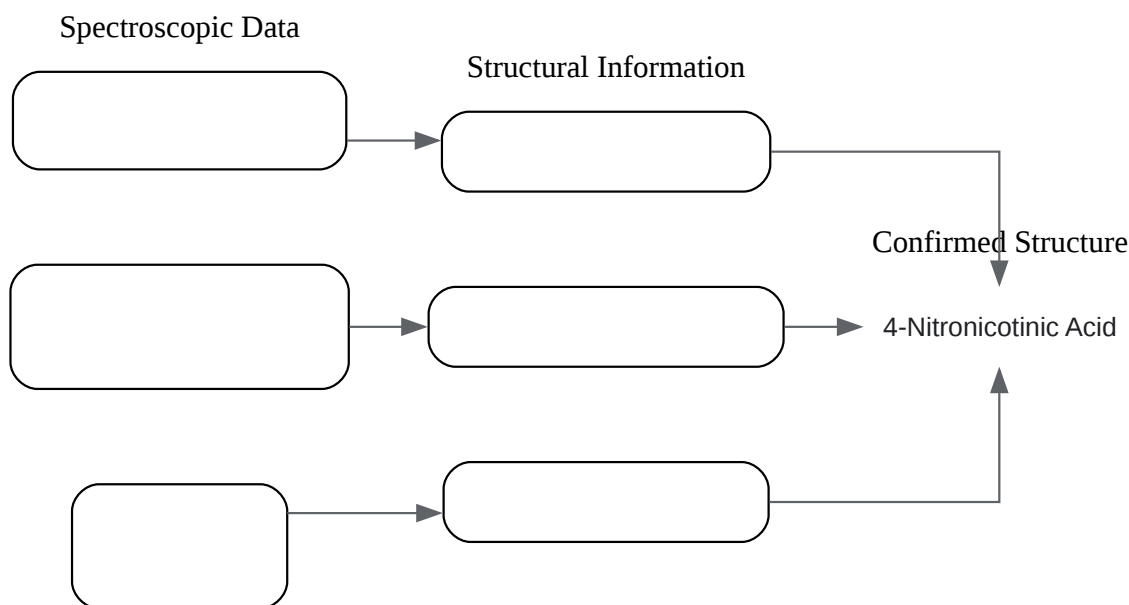 Spectroscopic Data
Structural Information
Confirmed Structure
4-Nitronicotinic Acid